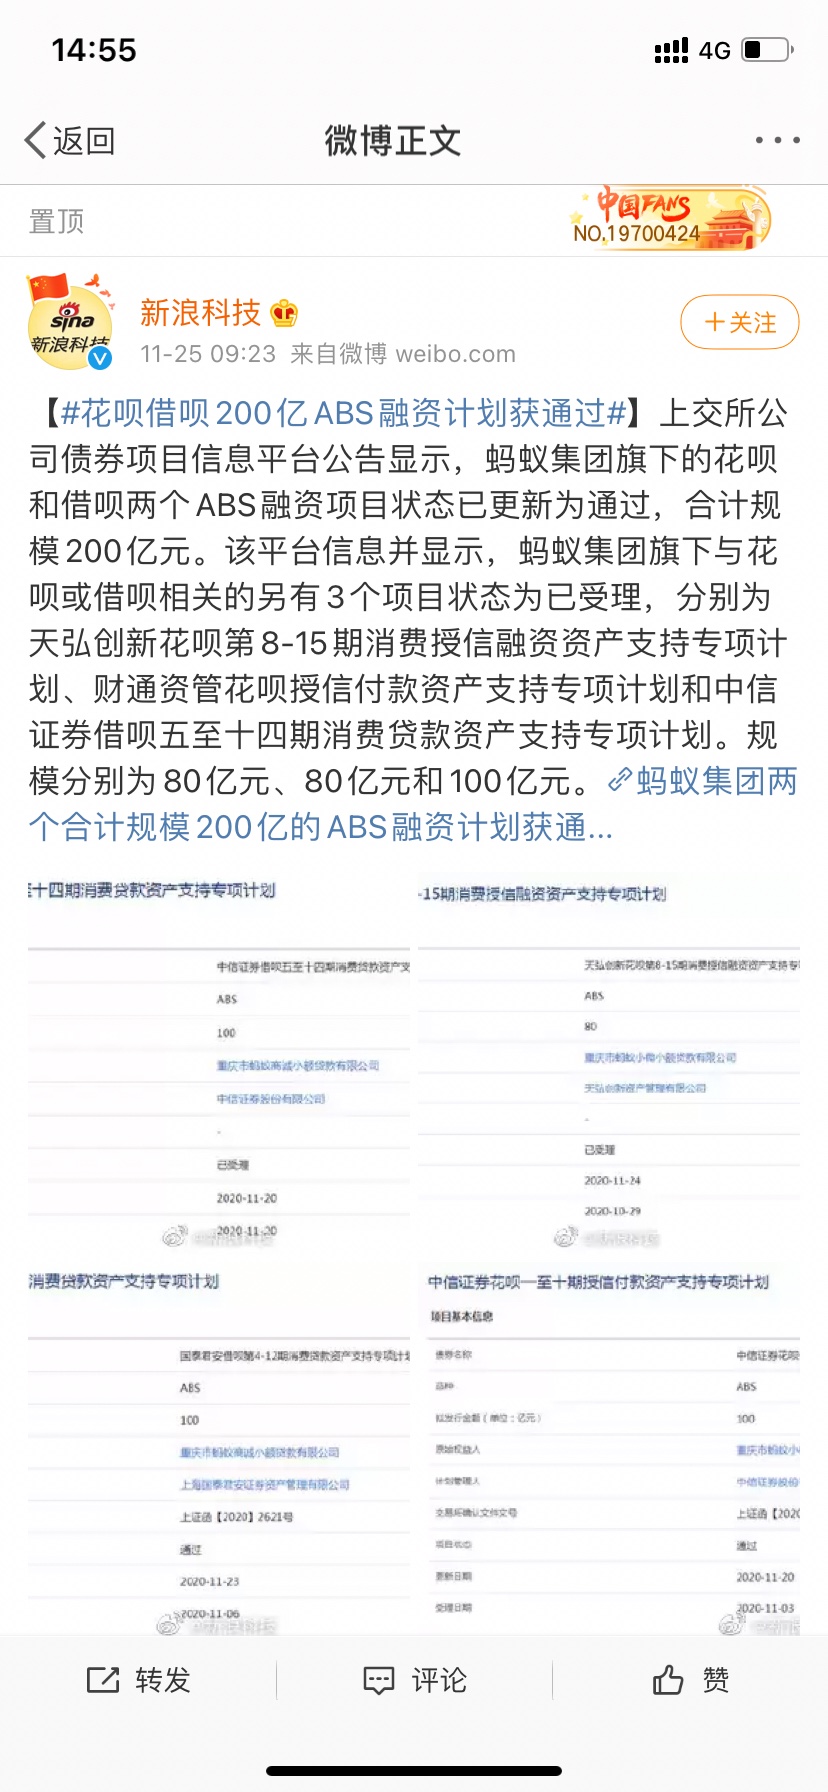 14:55
4G
返回
微博正文
置顶
中国FANS
NO.19700424
sina
新浪科技
新浪科技
+关注
11-25 09:23 来自微博 weibo.com
【#花呗借呗200亿ABS融资计划获通过#】上交所公
司债券项目信息平台公告显示，蚂蚁集团旗下的花呗
和借呗两个ABS融资项目状态已更新为通过，合计规
模200亿元。该平台信息并显示，蚂蚁集团旗下与花
呗或借呗相关的另有3个项目状态为已受理，分别为
天弘创新花呗第8-15期消费授信融资资产支持专项计
划、财通资管花呗授信付款资产支持专项计划和中信
证券借呗五至十四期消费贷款资产支持专项计划。规
模分别为80亿元、80亿元和100亿元。蚂蚁集团两
个合计规模200亿的ABS融资计划获通...
至十四期消费贷款资产支持专项计划
中信证券借呗五至十四期消费贷款资产支
ABS
100
重庆市蚂蚁商诚小额贷款有限公司
中信证券股份有限公司
-
已受理
2020-11-20
2020-11-20
-15期消费授信融资资产支持专项计划
天弘创新花呗第8-15期消费授信融资资产支持专项
ABS
80
重庆市蚂蚁小微小额贷款有限公司
天弘创新资产管理有限公司
-
已受理
2020-11-24
2020-10-29
消费贷款资产支持专项计划
国泰君安借呗第4-12期消费贷款资产支持专项计划
ABS
100
重庆市蚂蚁商诚小额贷款有限公司
上海国泰君安证券资产管理有限公司
上证函【2020】2621号
通过
2020-11-23
2020-11-06
中信证券花呗一至十期授信付款资产支持专项计划
项目基本信息
债券名称 中信证券花呗
品种 ABS
拟发行金额（单位：亿元） 100
原始权益人 重庆市蚂蚁小
计划管理人 中信证券股份
交易所确认文件文号 上证函【2020
项目状态 通过
更新日期 2020-11-20
受理日期 2020-11-03
转发
评论
赞